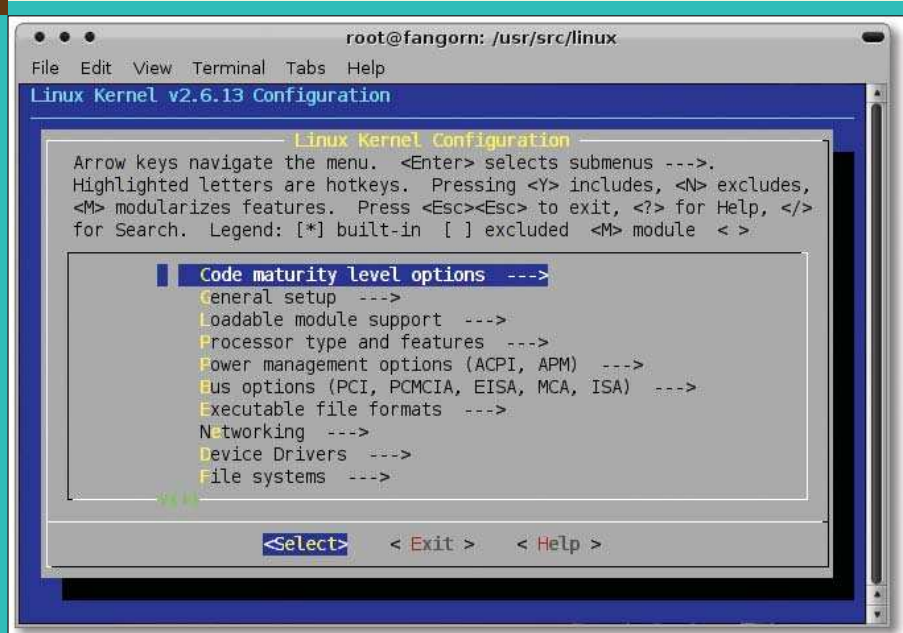 root@fangorn: /usr/src/linux
File Edit View Terminal Tabs Help
Linux Kernel v2.6.13 Configuration
Linux Kernel Configuration
Arrow keys navigate the menu. <Enter> selects submenus --->.
Highlighted letters are hotkeys. Pressing <Y> includes, <N> excludes,
<M> modularizes features. Press <Esc><Esc> to exit, <?> for Help, </>
for Search. Legend: [*] built-in [ ] excluded <M> module < >
Code maturity level options --->
General setup --->
Loadable module support --->
Processor type and features --->
Power management options (ACPI, APM) --->
Bus options (PCI, PCMCIA, EISA, MCA, ISA) --->
Executable file formats --->
Networking --->
Device Drivers --->
File systems --->
<Select> < Exit > < Help >